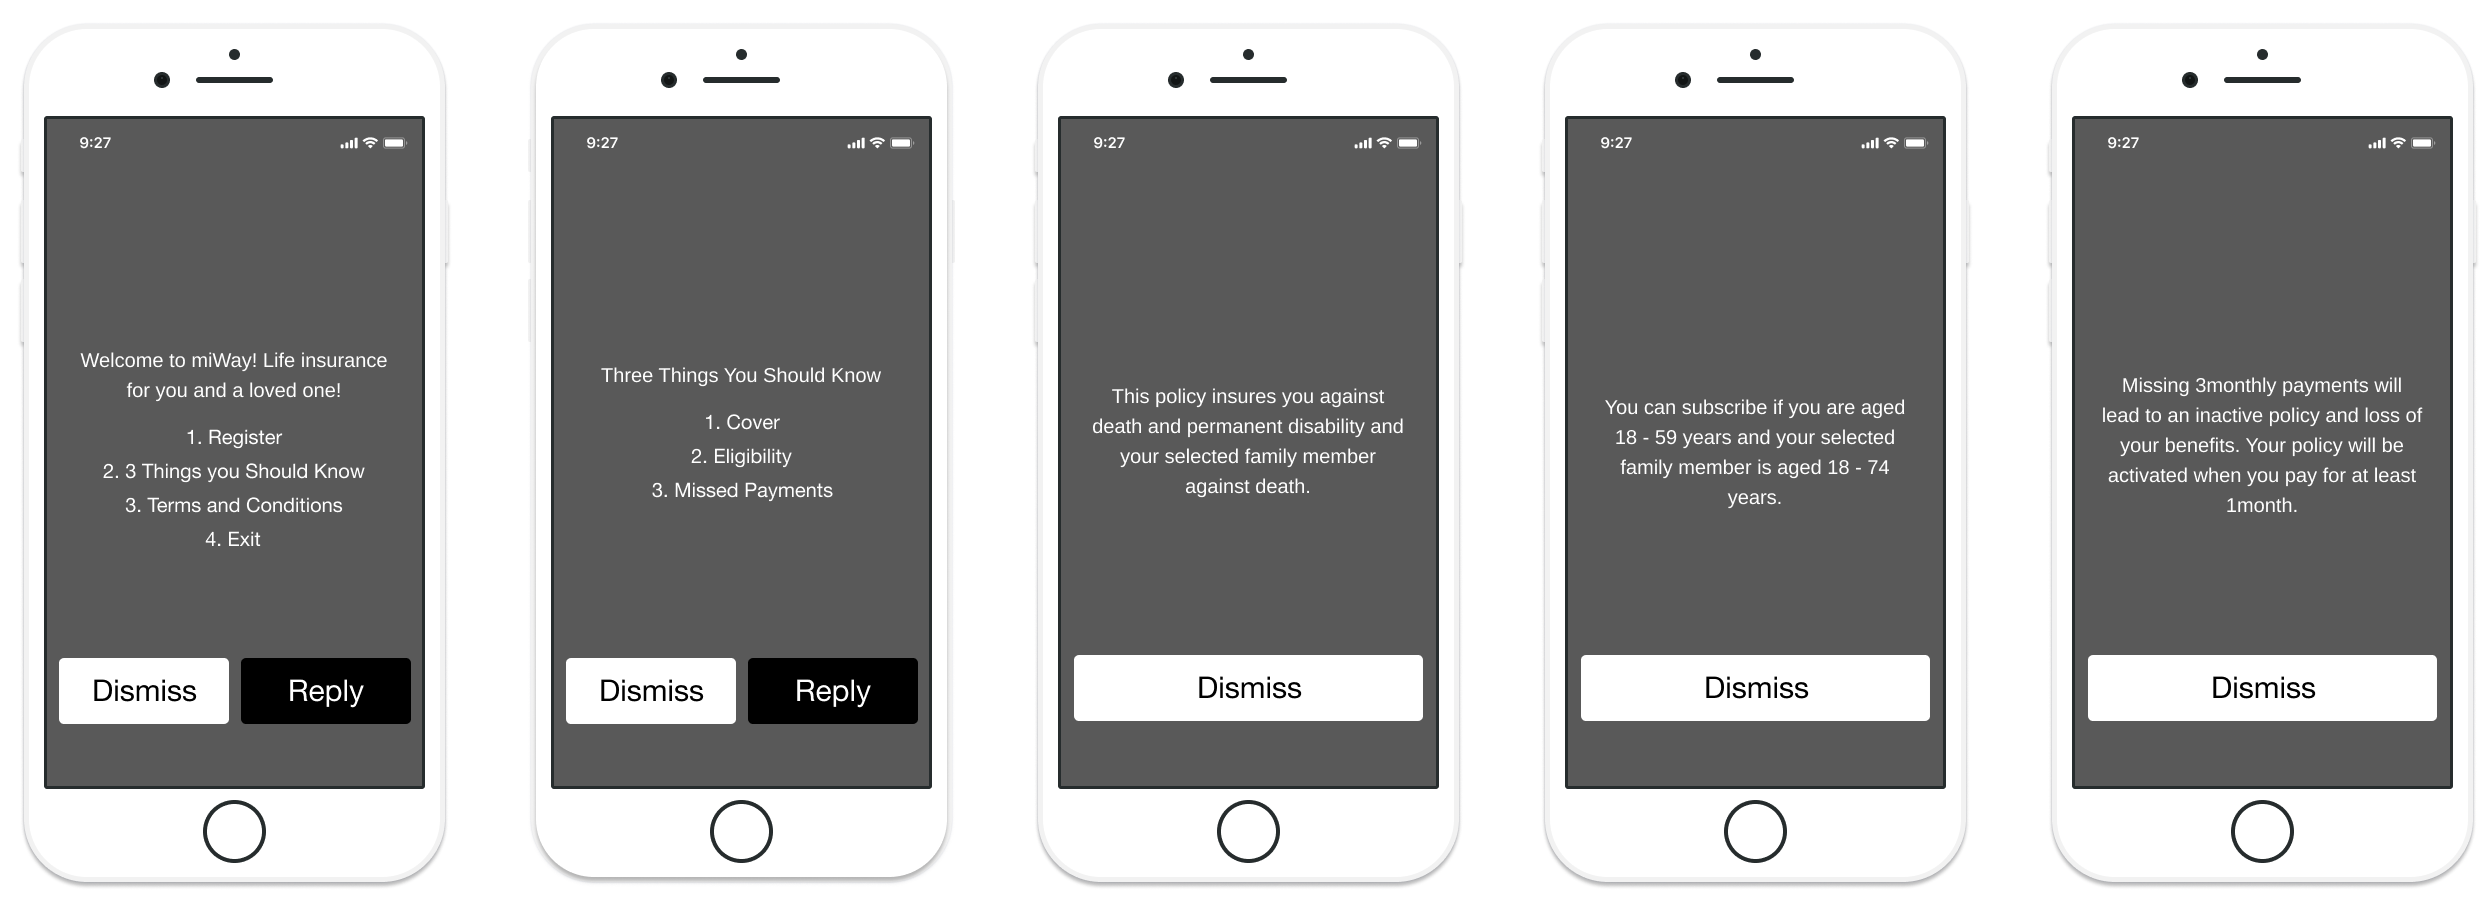 9:27
Welcome to miWay! Life insurance
for you and a loved one!
1. Register
2. 3 Things you Should Know
3. Terms and Conditions
4. Exit
Dismiss
Reply
9:27
Three Things You Should Know
1. Cover
2. Eligibility
3. Missed Payments
Dismiss
Reply
9:27
This policy insures you against
death and permanent disability and
your selected family member
against death.
Dismiss
9:27
You can subscribe if you are aged
18 - 59 years and your selected
family member is aged 18 - 74
years.
Dismiss
9:27
Missing 3monthly payments will
lead to an inactive policy and loss of
your benefits. Your policy will be
activated when you pay for at least
1month.
Dismiss